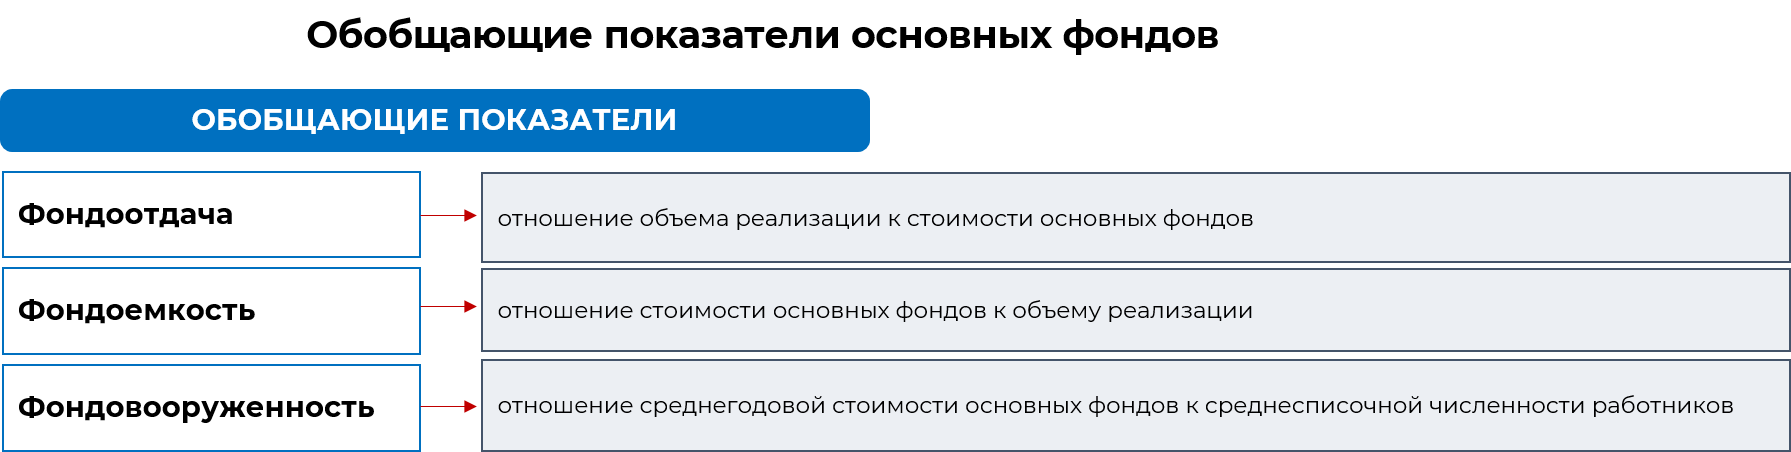 Обобщающие показатели основных фондов
ОБОБЩАЮЩИЕ ПОКАЗАТЕЛИ
Фондоотдача
отношение объема реализации к стоимости основных фондов
Фондоемкость
отношение стоимости основных фондов к объему реализации
Фондовооруженность
отношение среднегодовой стоимости основных фондов к среднесписочной численности работников